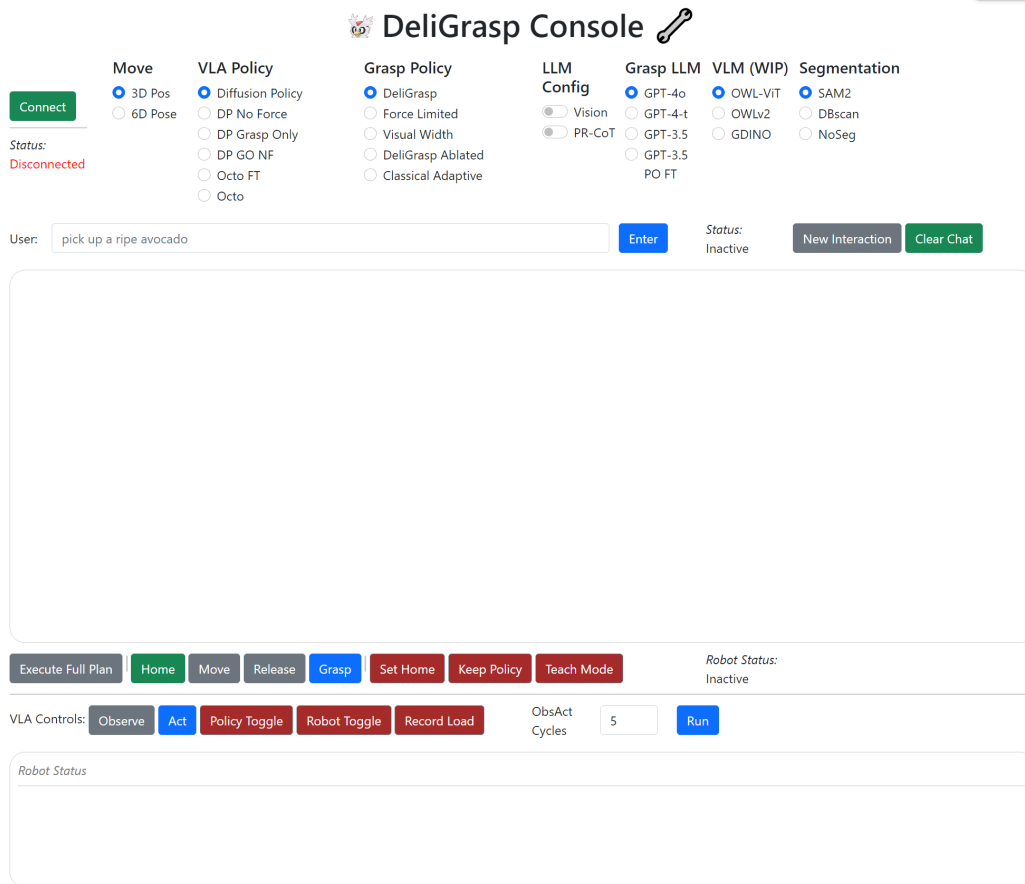 DeliGrasp Console
Connect
Status:
Disconnected
Move
3D Pos
6D Pose
VLA Policy
Diffusion Policy
DP No Force
DP Grasp Only
DP GO NF
Octo FT
Octo
Grasp Policy
DeliGrasp
Force Limited
Visual Width
DeliGrasp Ablated
Classical Adaptive
LLM
Config
Vision
PR-CoT
Grasp LLM
GPT-4o
GPT-4-t
GPT-3.5
GPT-3.5
PO FT
VLM (WIP)
OWL-ViT
OWLv2
GDINO
Segmentation
SAM2
DBscan
NoSeg
User:
pick up a ripe avocado
Enter
Status:
Inactive
New Interaction
Clear Chat
Execute Full Plan
Home
Move
Release
Grasp
Set Home
Keep Policy
Teach Mode
Robot Status:
Inactive
VLA Controls:
Observe
Act
Policy Toggle
Robot Toggle
Record Load
ObsAct
Cycles
5
Run
Robot Status